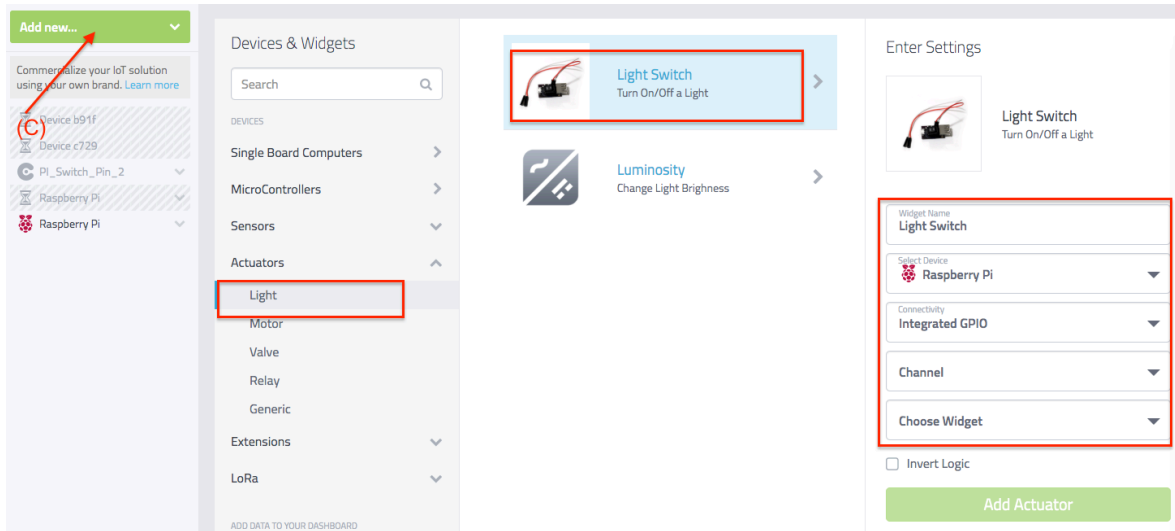 Add new...
Commercialize your IoT solution
using your own brand. Learn more
(C)
Device b91f
Device c729
PI_Switch_Pin_2
Raspberry Pi
Raspberry Pi
Devices & Widgets
Search
DEVICES
Single Board Computers
MicroControllers
Sensors
Actuators
Light
Motor
Valve
Relay
Generic
Extensions
LoRa
ADD DATA TO YOUR DASHBOARD
Light Switch
Turn On/Off a Light
Luminosity
Change Light Brighness
Enter Settings
Light Switch
Turn On/Off a Light
Widget Name
Light Switch
Select Device
Raspberry Pi
Connectivity
Integrated GPIO
Channel
Choose Widget
Invert Logic
Add Actuator